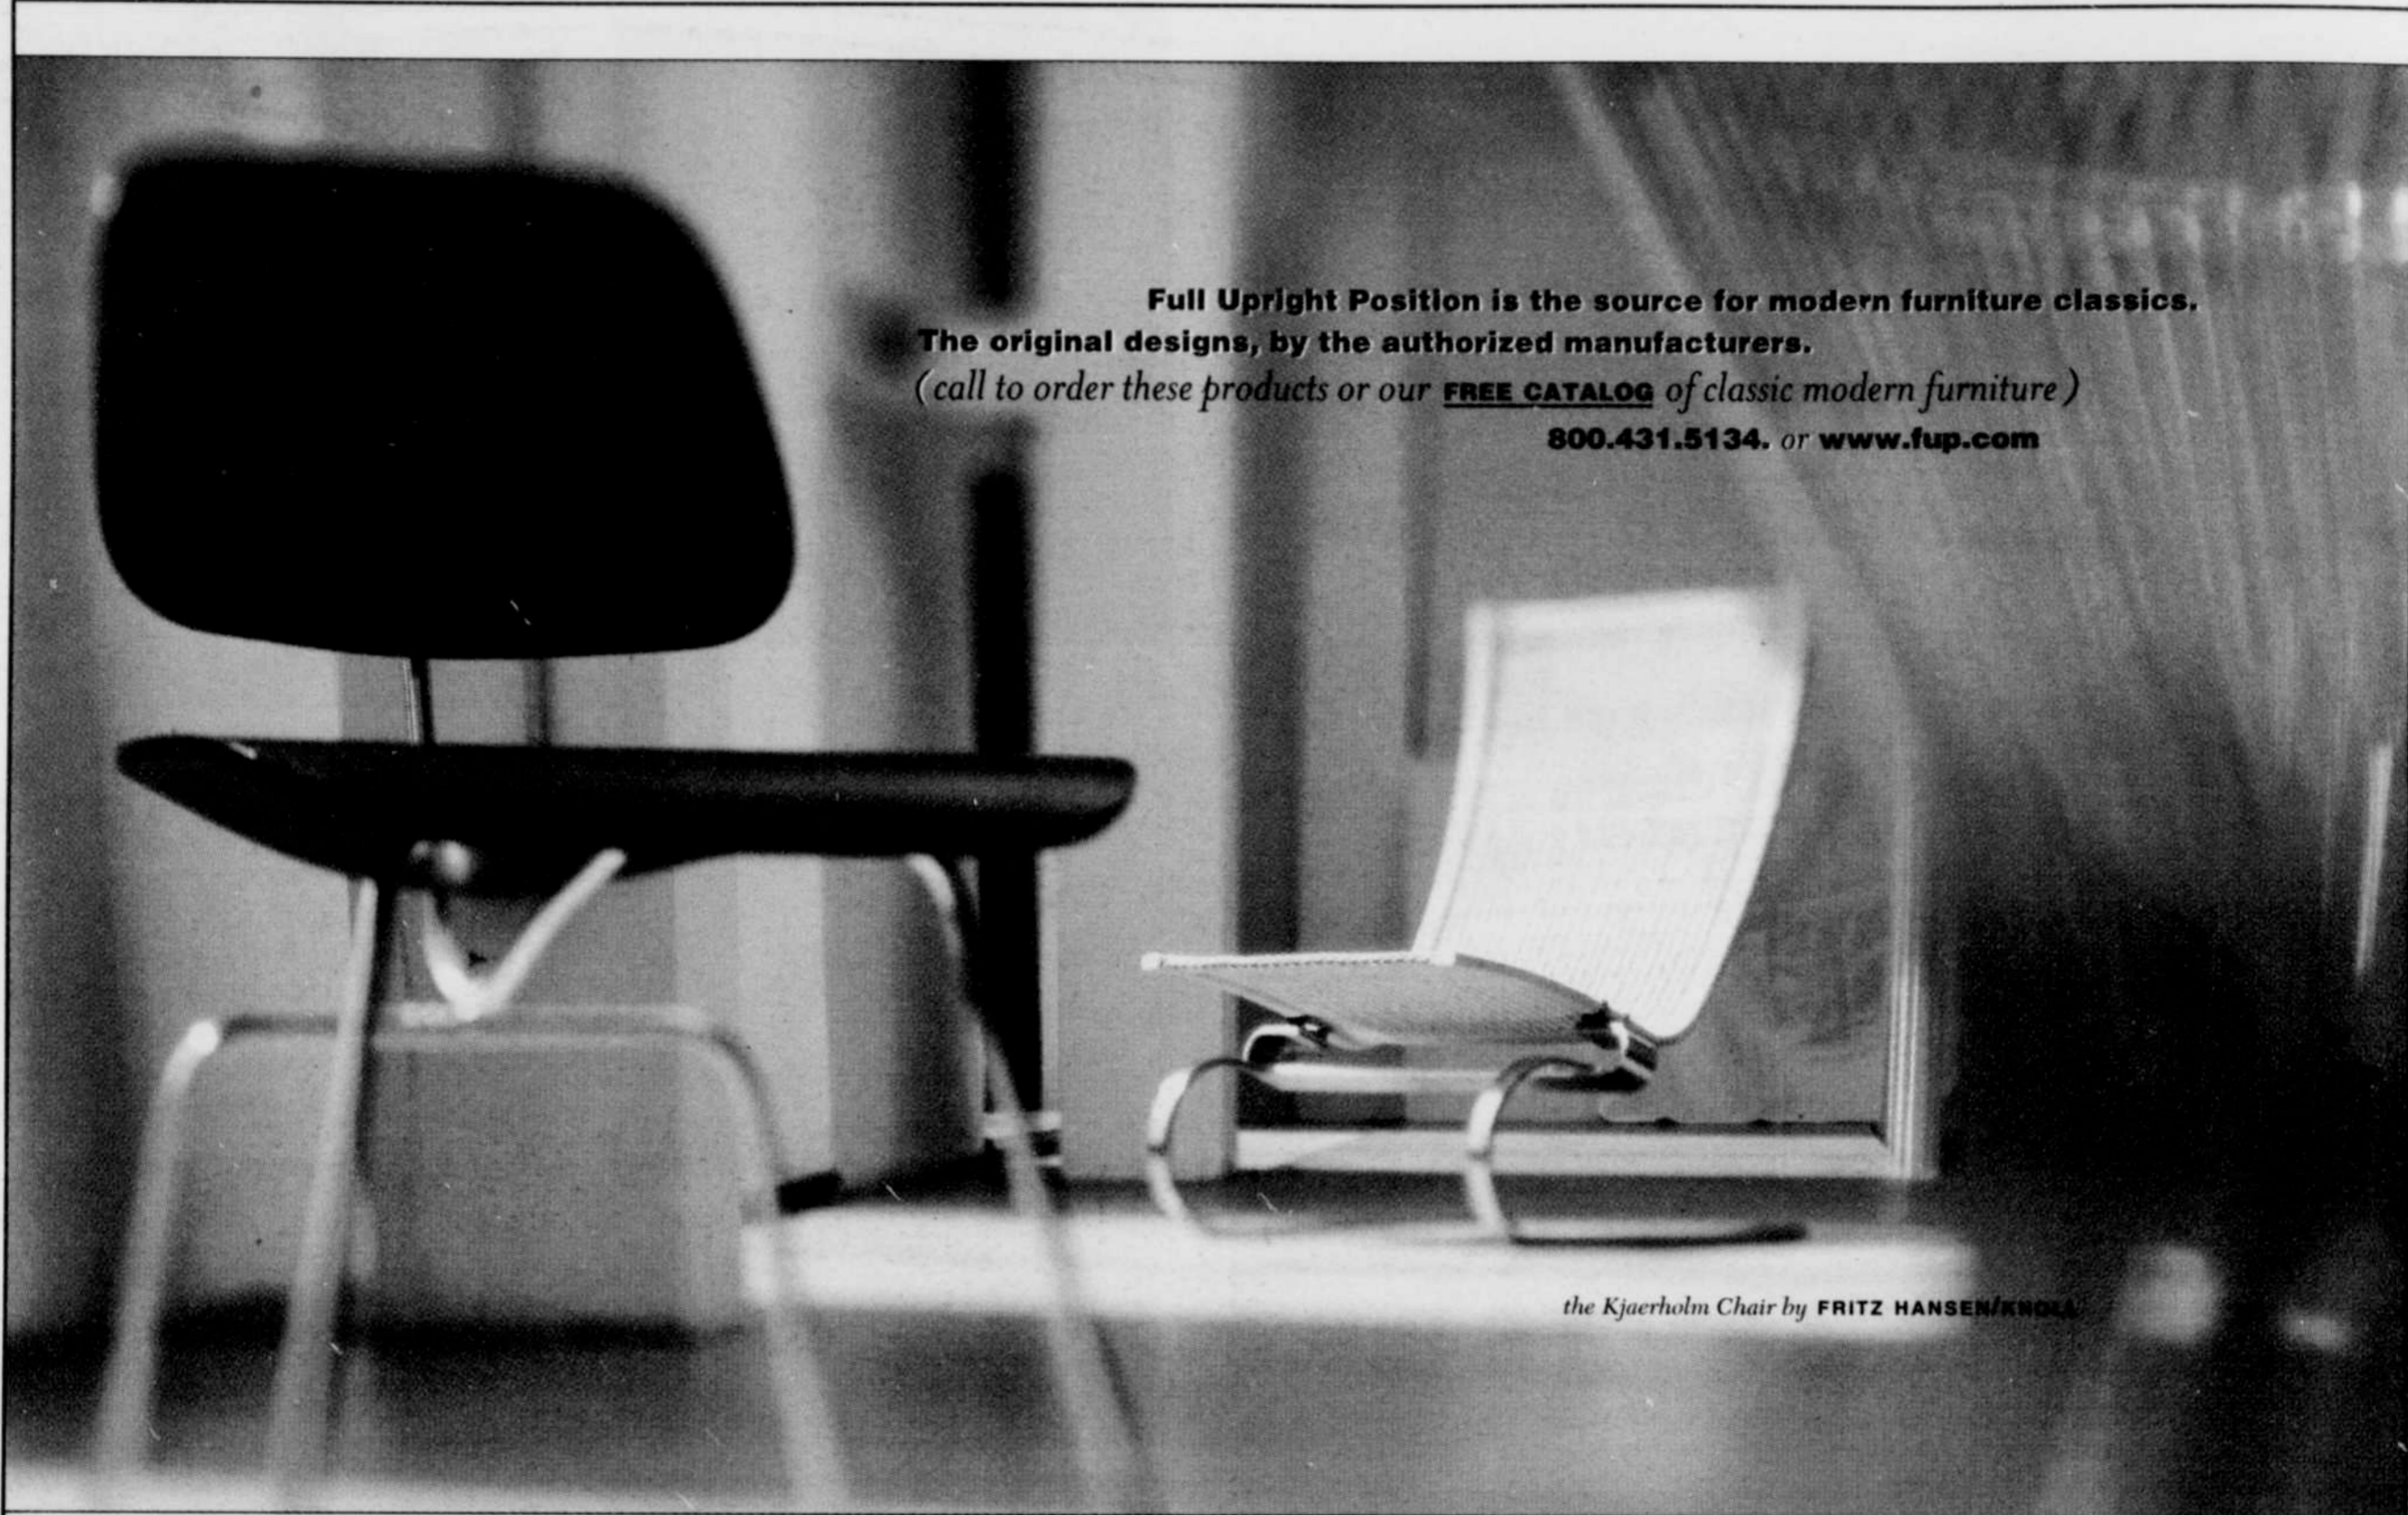 Full Upright Position is the source for modern furniture classics.
The original designs, by the authorized manufacturers.
(call to order these products or our FREE CATALOG of classic modern furniture)
800.431.5134. or www.fup.com
the Kjaerholm Chair by FRITZ HANSEN/KNOLL